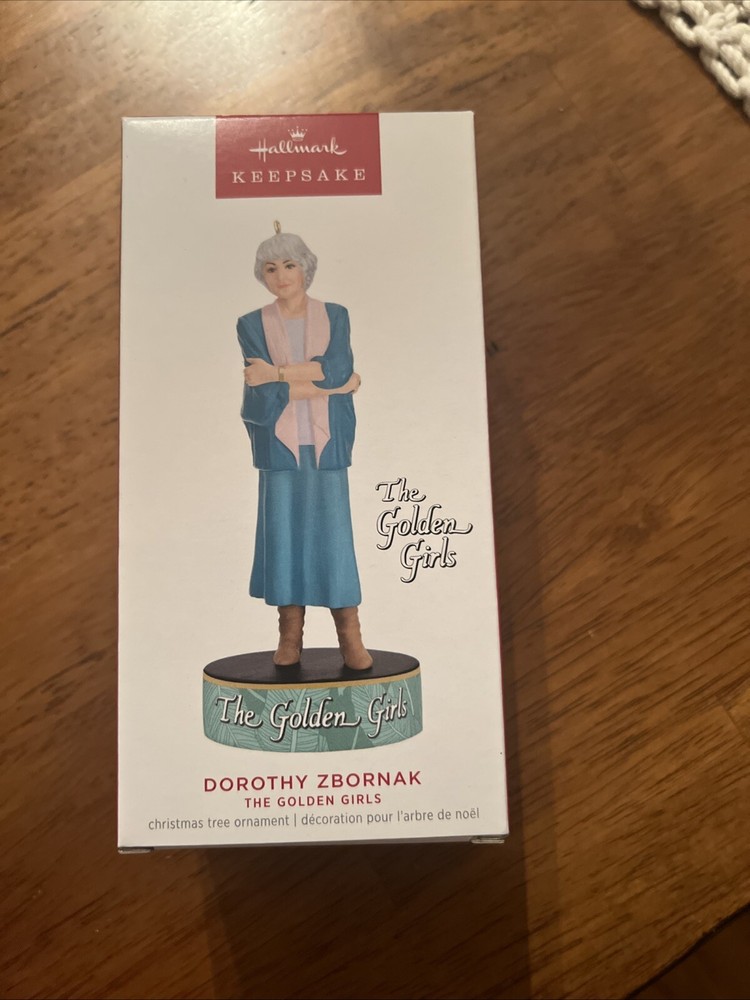 Hallmark
KEEPSAKE
The
Golden
Girls
The Golden Girls
DOROTHY ZBORNAK
THE GOLDEN GIRLS
christmas tree ornament | décoration pour l'arbre de noël